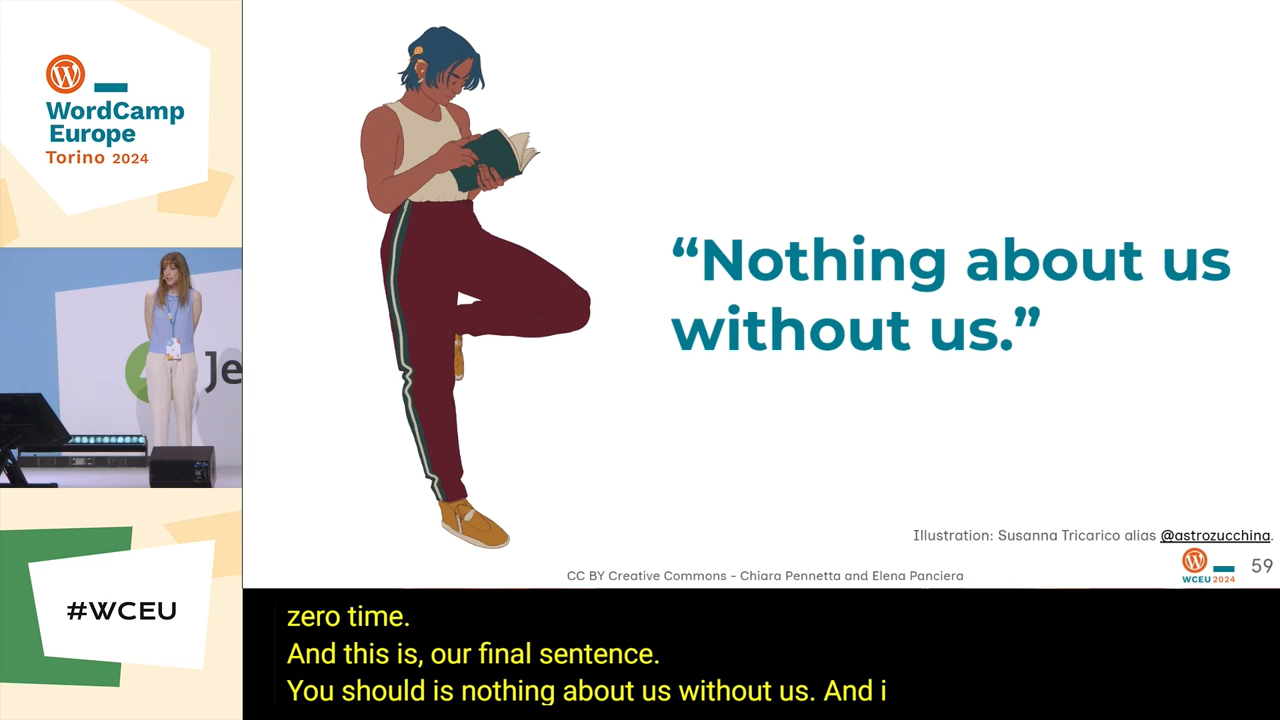 WordCamp
Europe
Torino 2024
Je
#WCEU
“Nothing about us
without us.”
Illustration: Susanna Tricarico alias @astrozucchina.
CC BY Creative Commons - Chiara Pennetta and Elena Panciera
WCEU 2024
59
zero time.
And this is, our final sentence.
You should is nothing about us without us. And i